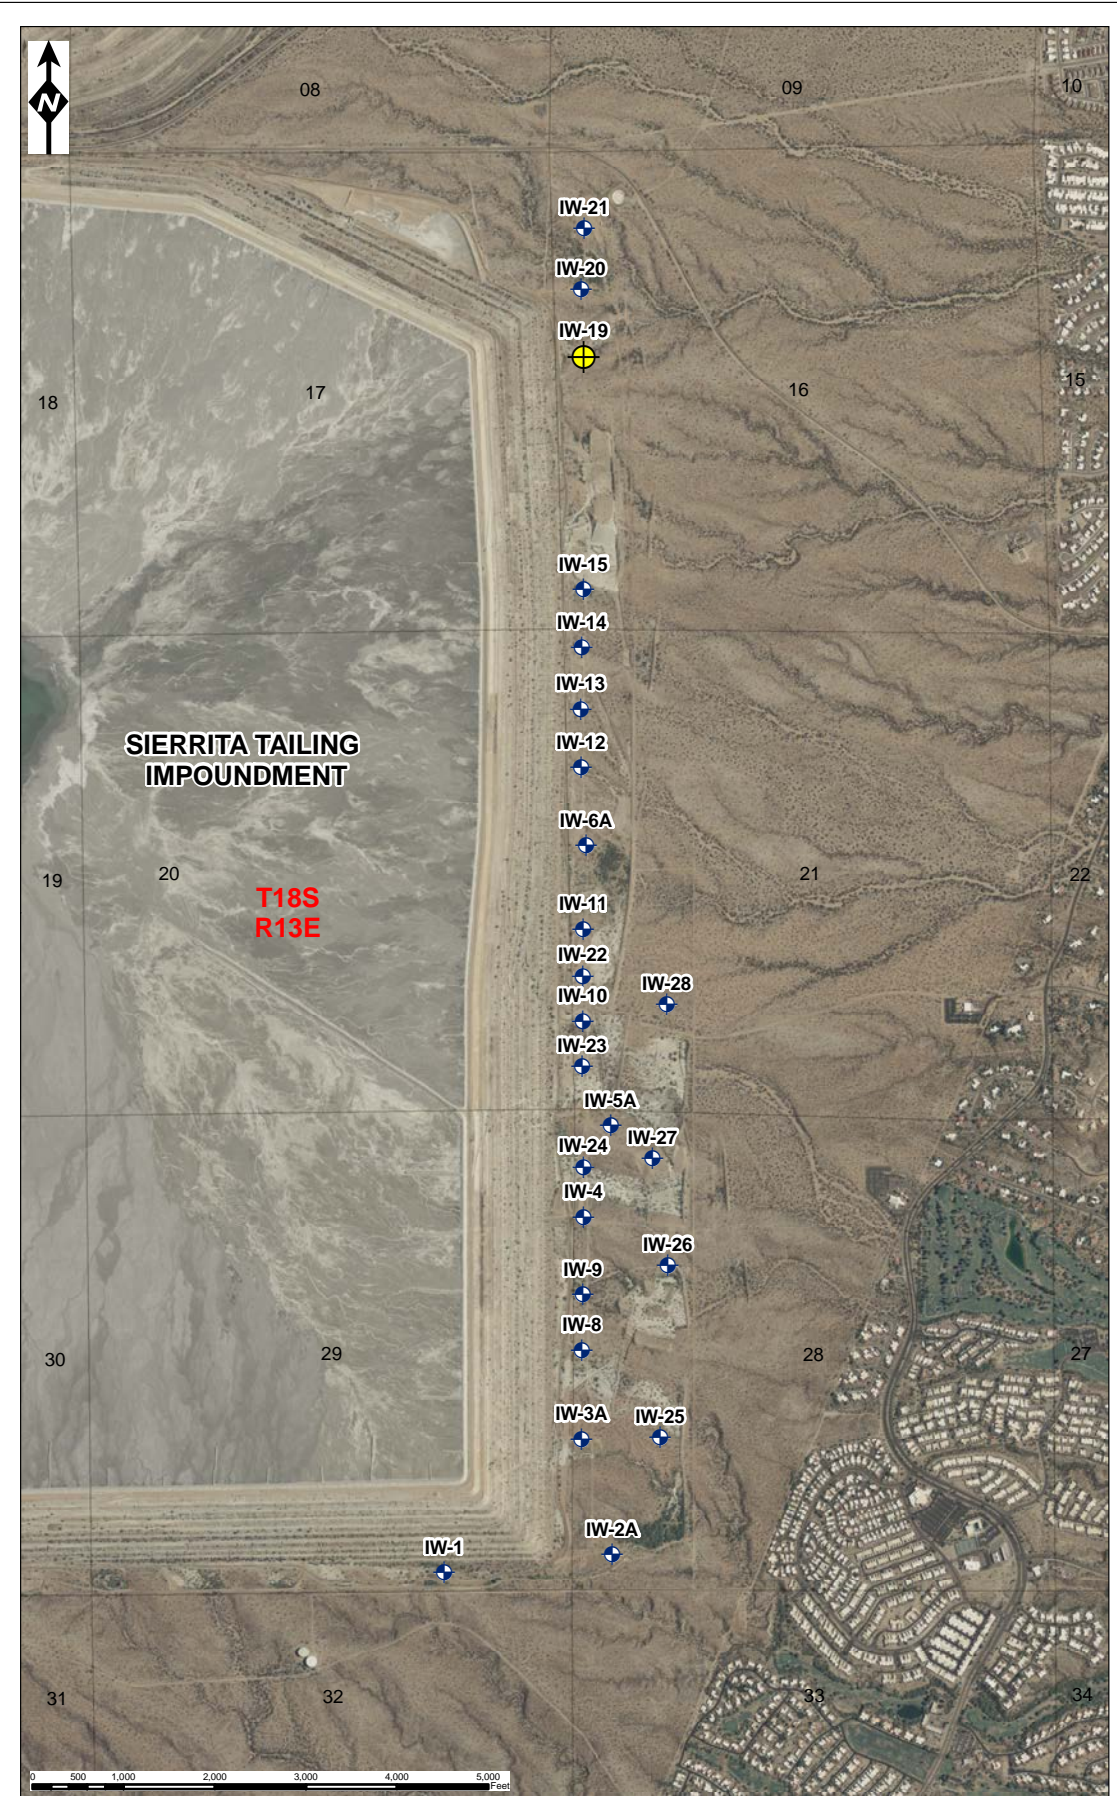 N
08
09
10
IW-21
IW-20
IW-19
17
18
16
15
IW-15
IW-14
IW-13
SIERRITA TAILING
IMPOUNDMENT
IW-12
IW-6A
19
20
21
22
T18S
R13E
IW-11
IW-22
IW-28
IW-10
IW-23
IW-5A
IW-27
IW-24
IW-4
IW-26
IW-9
IW-8
30
29
28
27
IW-3A
IW-25
IW-2A
IW-1
31
32
33
34
0 500 1,000 2,000 3,000 4,000 5,000
Feet